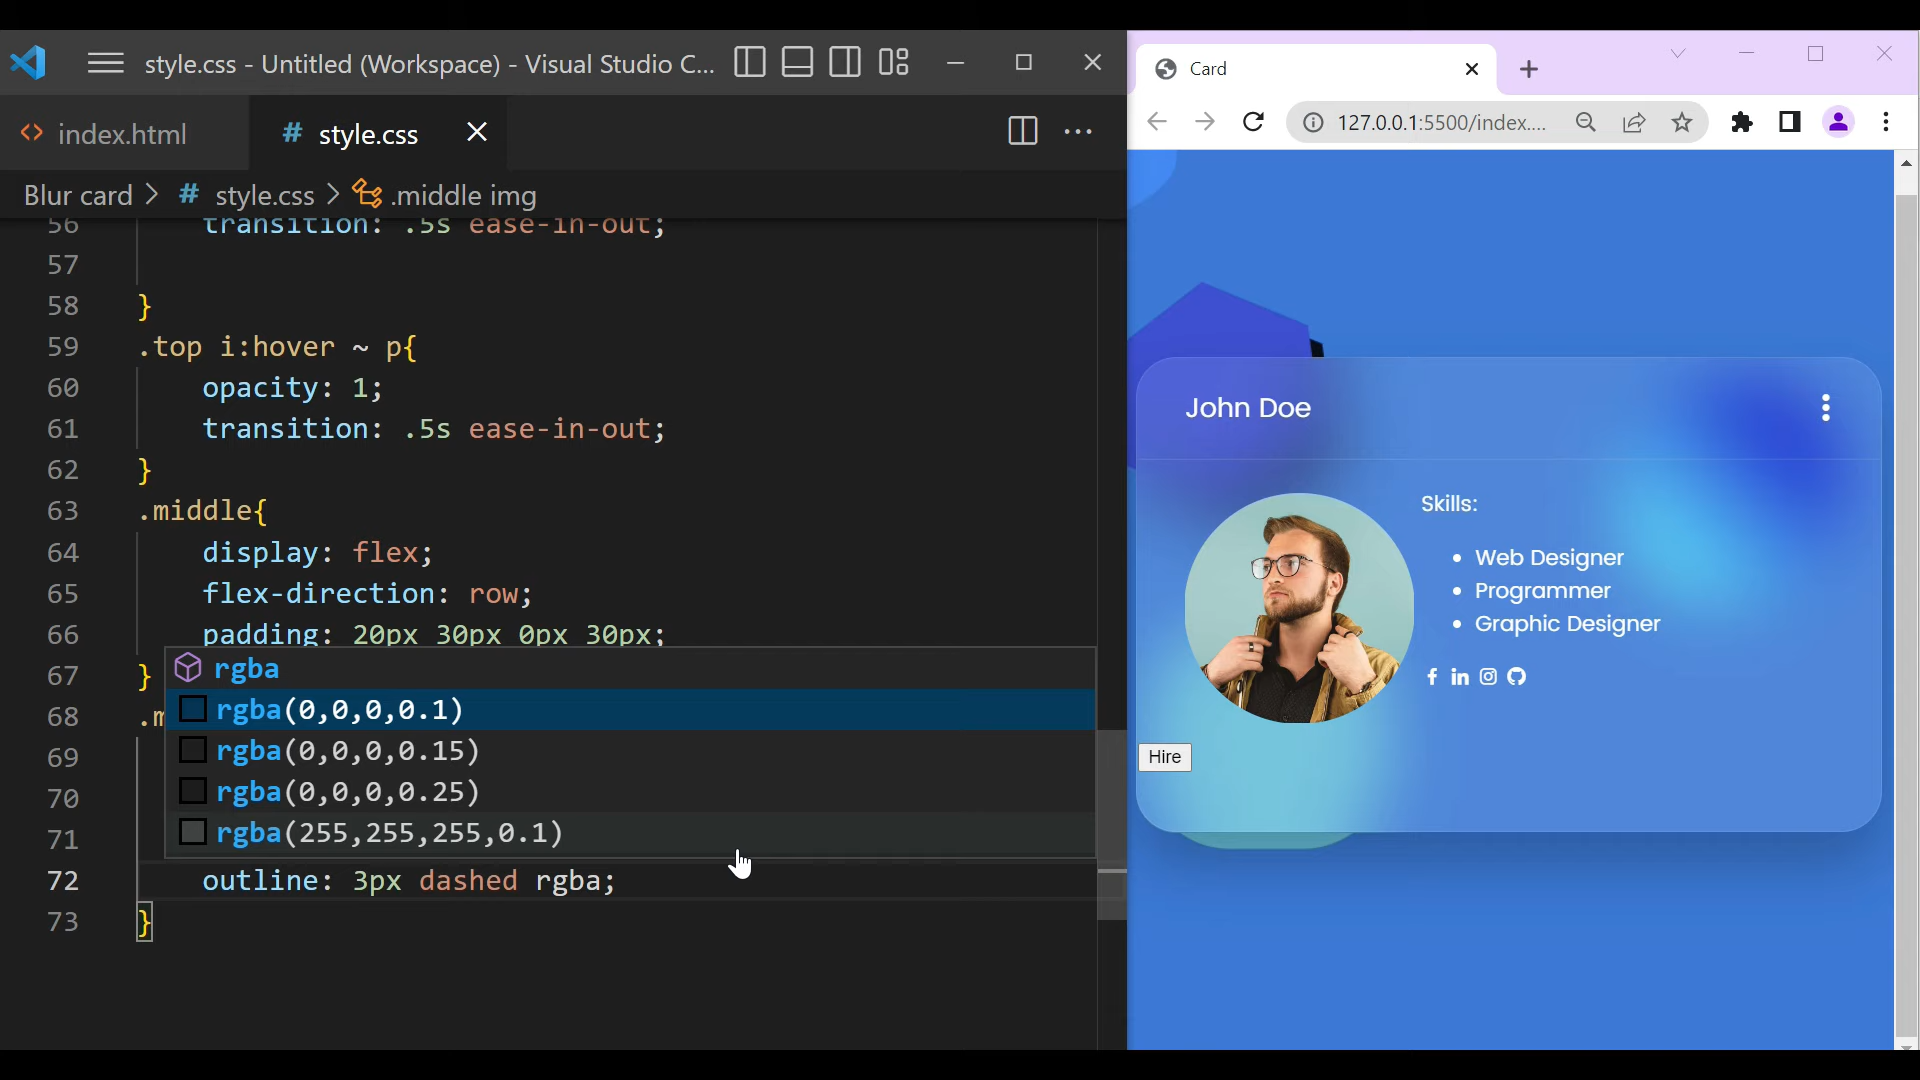 style.css - Untitled (Workspace) - Visual Studio C...
index.html
# style.css
Blur card > # style.css > .middle img
56 transition: .5s ease-in-out;
57
58 }
59 .top i:hover ~ p{
60 opacity: 1;
61 transition: .5s ease-in-out;
62 }
63 .middle{
64 display: flex;
65 flex-direction: row;
66 padding: 20px 30px 0px 30px;
67 }
rgba
68 .m
rgba(0,0,0,0.1)
69
rgba(0,0,0,0.15)
70
rgba(0,0,0,0.25)
71
rgba(255,255,255,0.1)
72 outline: 3px dashed rgba;
73 }
Card
127.0.0.1:5500/index....
John Doe
Skills:
• Web Designer
• Programmer
• Graphic Designer
Hire